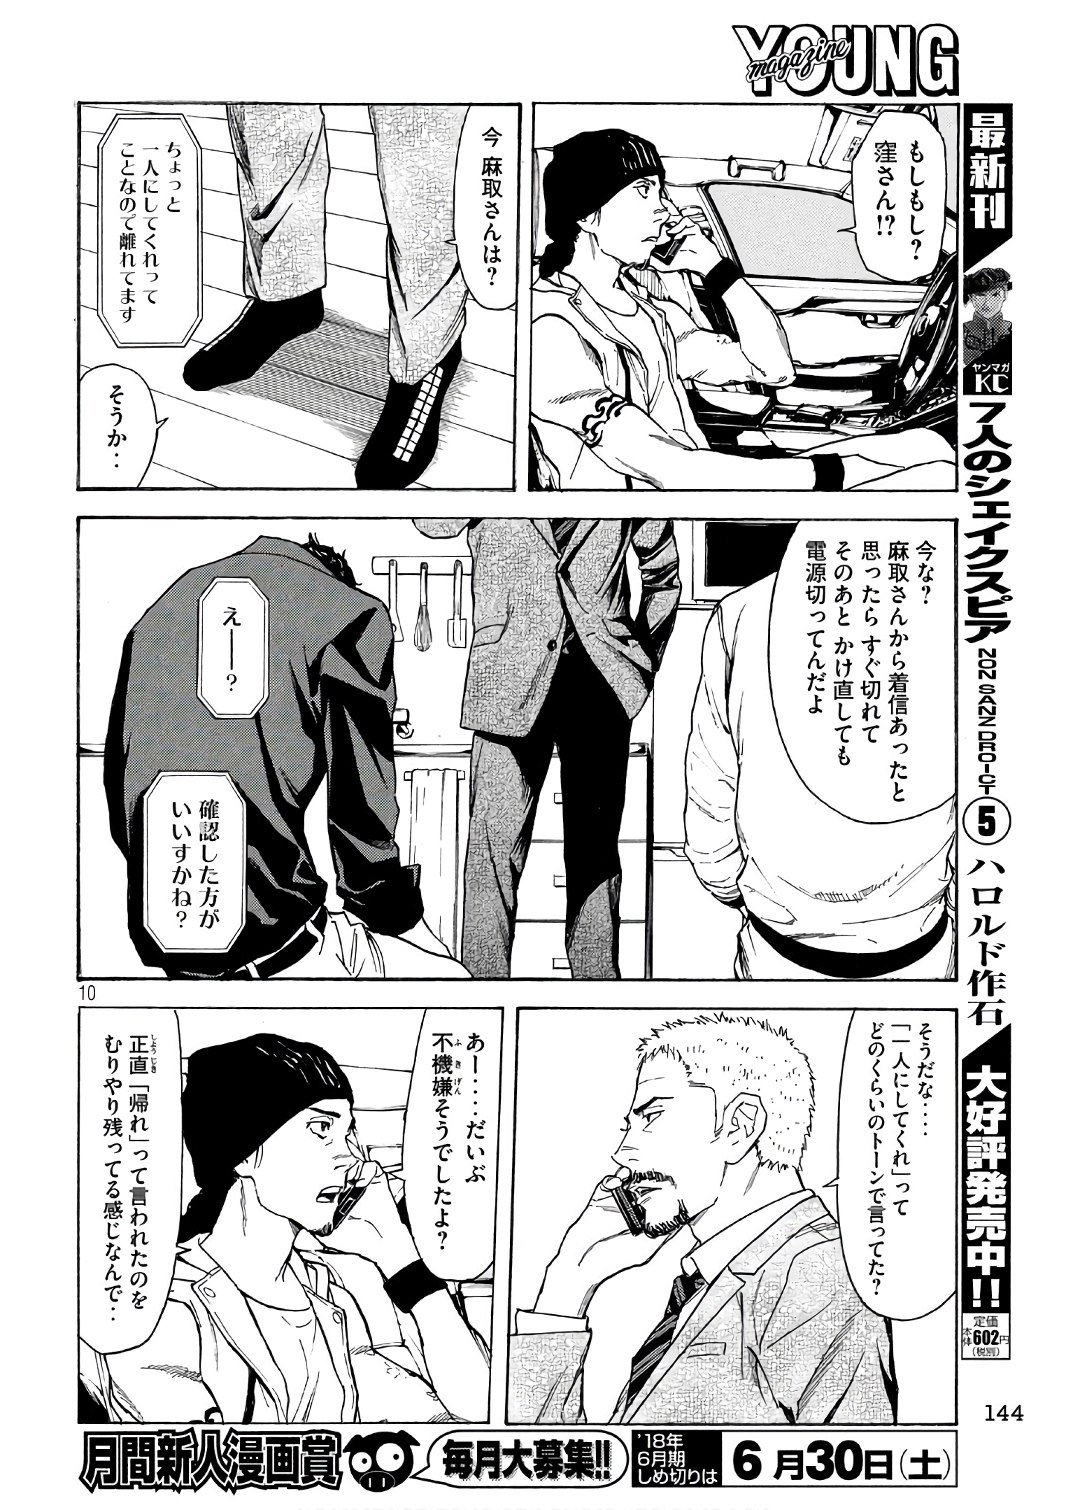 YOUNG
magazine
もしもし?
窪さん!?
今 麻取さんは?
ちょっと
一人にしてくれって
ことなので離れてます
そうか‥
今な?
麻取さんから着信あったと
思ったら すぐ切れて
そのあと かけ直しても
電源切ってんだよ
えー―?
確認した方が
いいすかね?
10
そうだな‥‥
「一人にしてくれ」って
どのくらいのトーンで言ってた?
あー‥‥だいぶ
不機嫌そうでしたよ?
ふきげん
正直「帰れ」って言われたのを
しょうじき
むりやり残ってる感じなんで‥
最新刊
ヤンマガ
KC
7人のシェイクスピア
NON SANZ DROICT
5
ハロルド作石
大好評発売中!!
定価
本体602円
(税別)
144
月間新人漫画賞
毎月大募集!!
'18年
6月期
しめ切りは
6月30日(土)